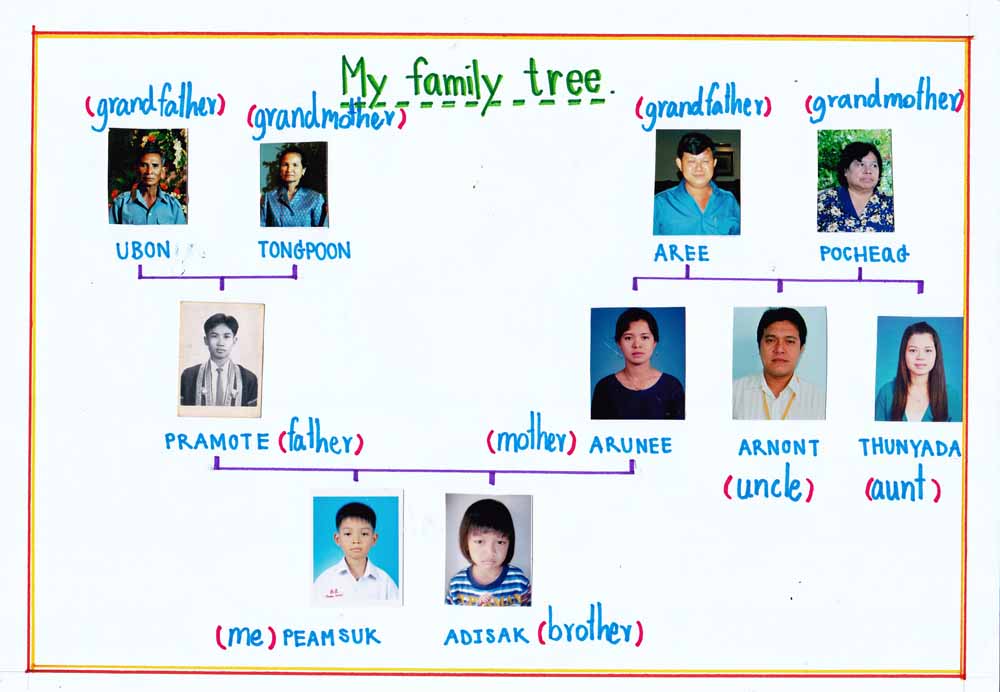 My family tree.
(grandfather) (grandmother) (grandfather) (grandmother)
UBON TONGPOON AREE POCHEAG
PRAMOTE (father) (mother) ARUNEE ARNONT THUNYADA
(uncle) (aunt)
(me) PEAMSUK ADISAK (brother)